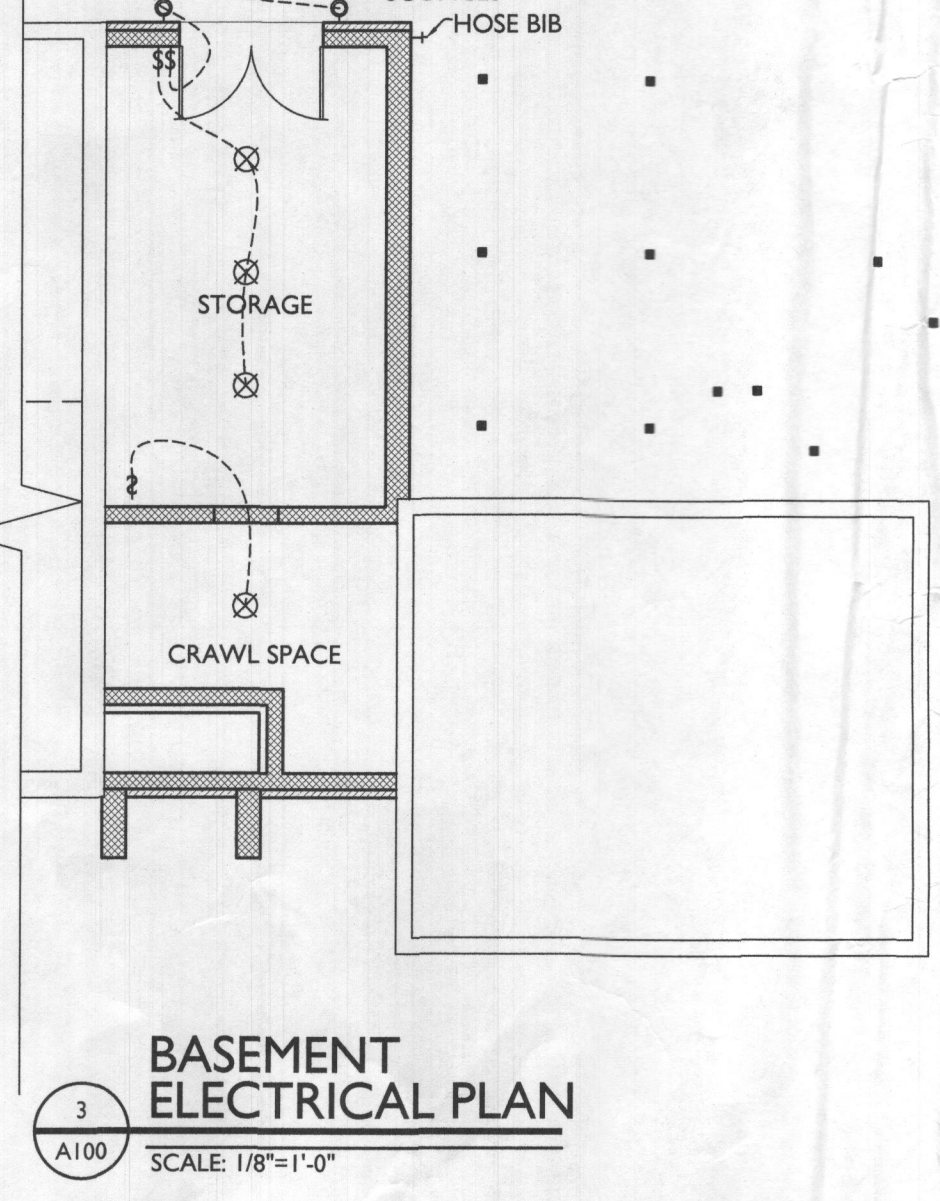 HOSE BIB
$$
STORAGE
$
CRAWL SPACE
BASEMENT
ELECTRICAL PLAN
3
A100
SCALE: 1/8"=1'-0"